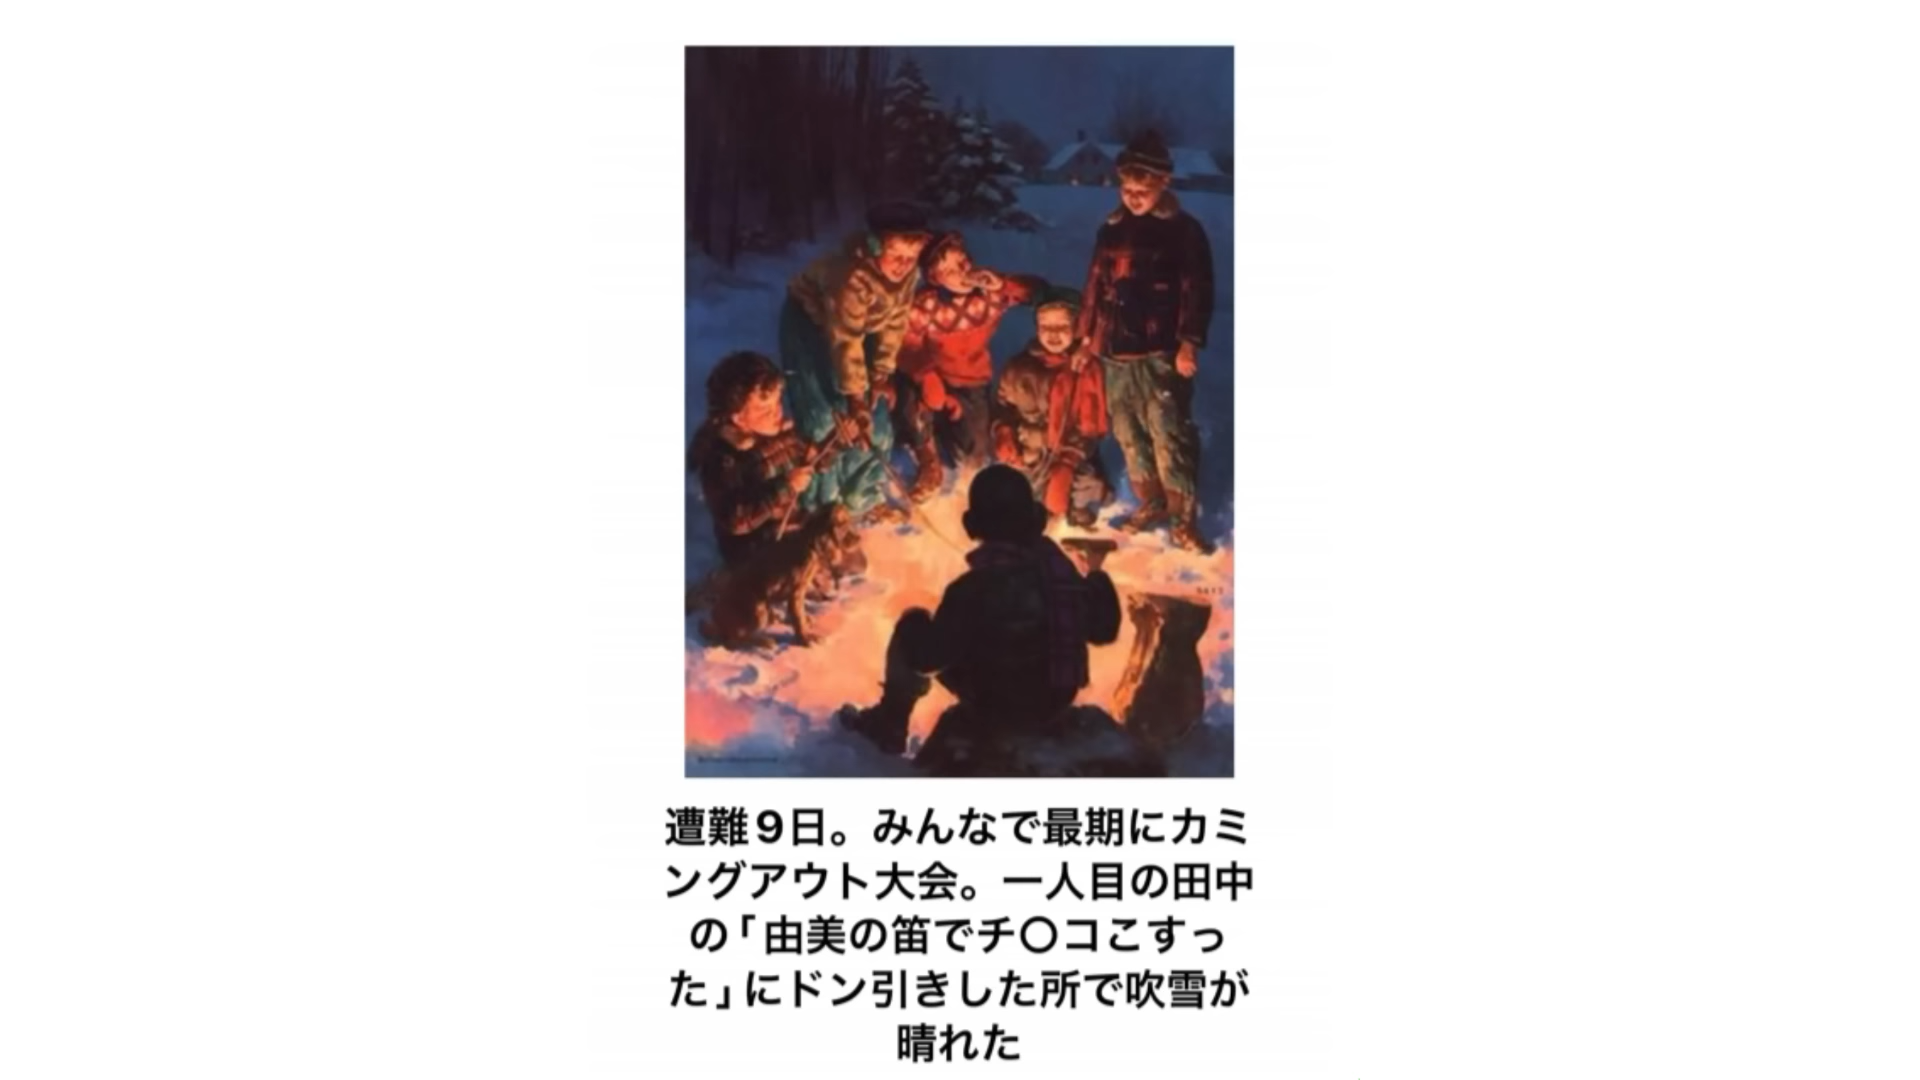 遭難9日。みんなで最期にカミ
ングアウト大会。一人目の田中
の「由美の笛でチ〇コこすっ
た」にドン引きした所で吹雪が
晴れた